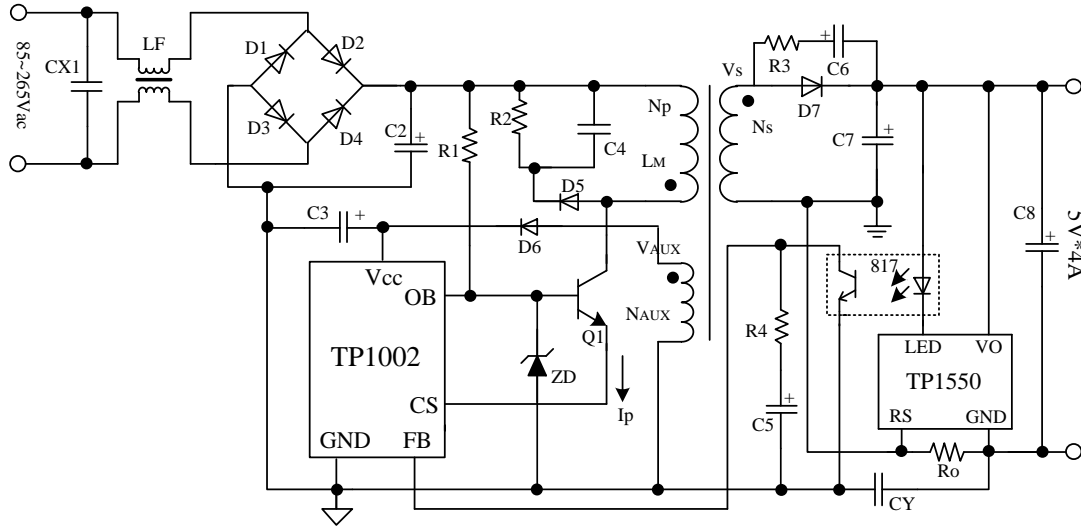 85~265Vac
CX1
LF
D1
D2
D3
D4
C2
R1
R2
C4
D5
Np
LM
Vs
Ns
R3
C6
D7
C7
C8
5V*4A
C3
D6
VAUX
NAUX
Vcc
OB
TP1002
CS
GND
FB
Q1
ZD
Ip
R4
C5
817
LED
VO
TP1550
RS
GND
Ro
CY
+
+
+
+
+
+